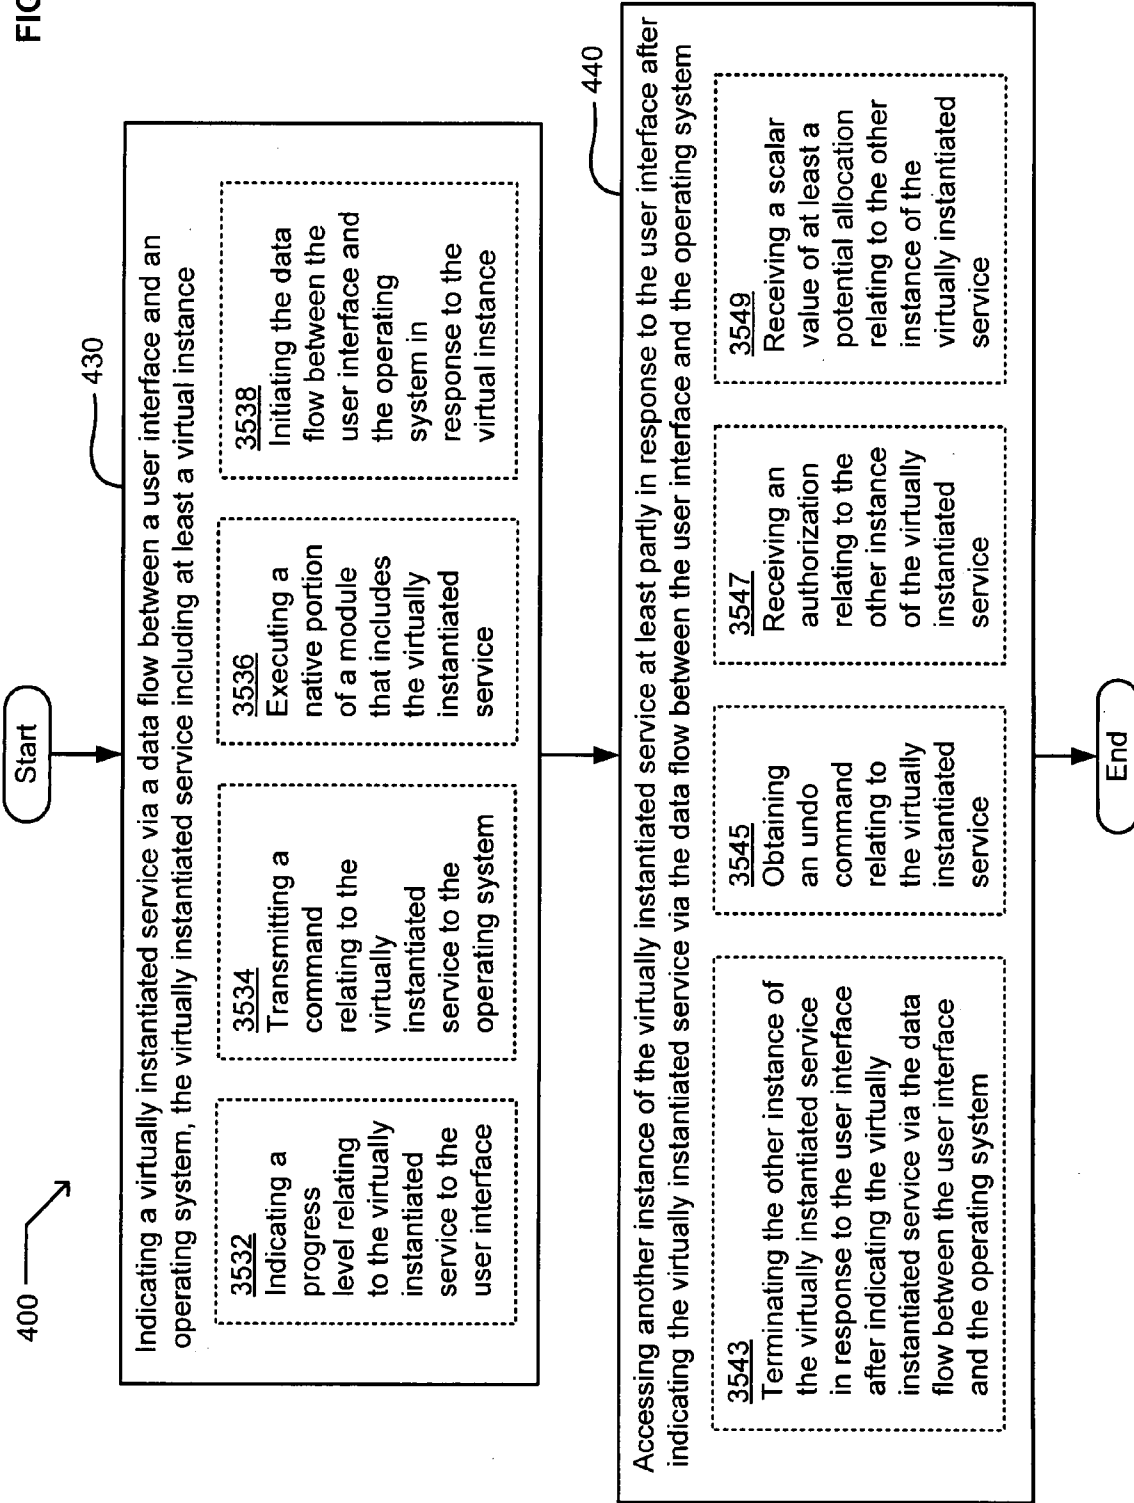 FIG
400
Start
430
Indicating a virtually instantiated service via a data flow between a user interface and an
operating system, the virtually instantiated service including at least a virtual instance
3532
Indicating a
progress
level relating
to the virtually
instantiated
service to the
user interface
3534
Transmitting a
command
relating to the
virtually
instantiated
service to the
operating system
3536
Executing a
native portion
of a module
that includes
the virtually
instantiated
service
3538
Initiating the data
flow between the
user interface and
the operating
system in
response to the
virtual instance
440
Accessing another instance of the virtually instantiated service at least partly in response to the user interface after
indicating the virtually instantiated service via the data flow between the user interface and the operating system
3543
Terminating the other instance of
the virtually instantiated service
in response to the user interface
after indicating the virtually
instantiated service via the data
flow between the user interface
and the operating system
3545
Obtaining
an undo
command
relating to
the virtually
instantiated
service
3547
Receiving an
authorization
relating to the
other instance
of the virtually
instantiated
service
3549
Receiving a scalar
value of at least a
potential allocation
relating to the other
instance of the
virtually instantiated
service
End